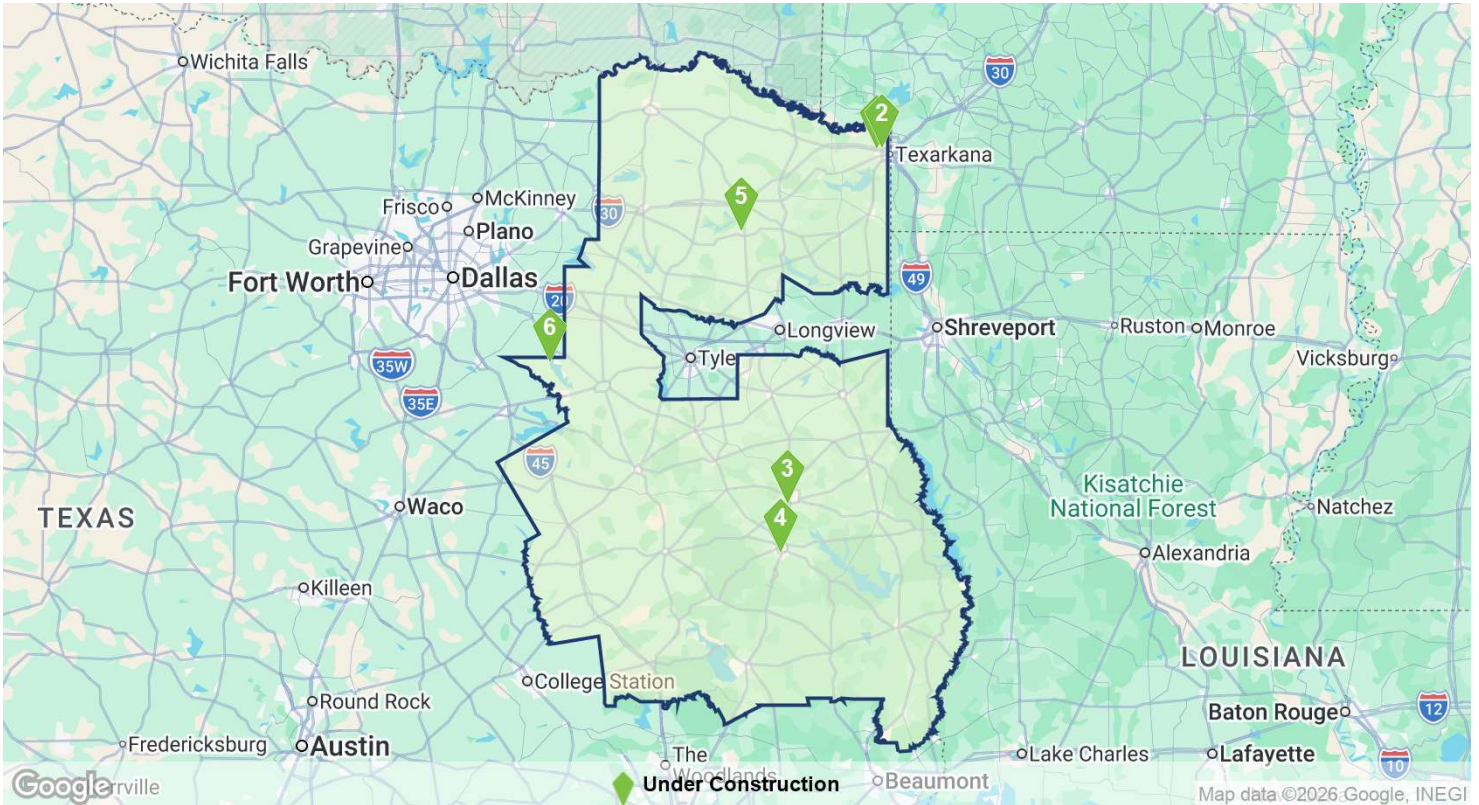 Wichita Falls
30
2
Texarkana
McKinney
Frisco
Plano
5
30
Grapevine
Fort Worth
Dallas
20
49
6
Longview
Shreveport
Ruston
Monroe
35W
Tyle
Vicksburg
35E
45
3
Kisatchie
National Forest
TEXAS
Waco
4
Natchez
Alexandria
Killeen
LOUISIANA
College Station
Round Rock
Baton Rouge
12
Fredericksburg
Austin
The
Woodlands
Lake Charles
Lafayette
10
Beaumont
Google
rrville
Under Construction
Map data ©2026 Google, INEGI